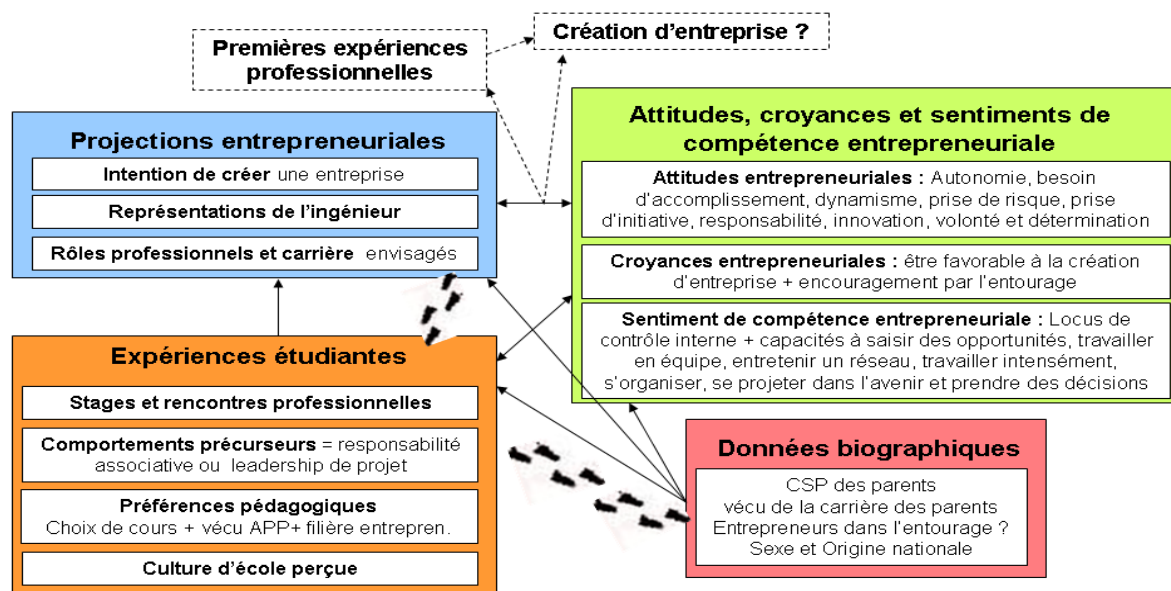 Création d'entreprise ?
Premières expériences
professionnelles
Projections entrepreneuriales
Intention de créer une entreprise
Représentations de l'ingénieur
Rôles professionnels et carrière envisagés
Attitudes, croyances et sentiments de
compétence entrepreneuriale
Attitudes entrepreneuriales : Autonomie, besoin
d'accomplissement, dynamisme, prise de risque, prise
d'initiative, responsabilité, innovation, volonté et détermination
Croyances entrepreneuriales : être favorable à la création
d'entreprise + encouragement par l'entourage
Sentiment de compétence entrepreneuriale : Locus de
contrôle interne + capacités à saisir des opportunités, travailler
en équipe, entretenir un réseau, travailler intensément,
s'organiser, se projeter dans l'avenir et prendre des décisions
Expériences étudiantes
Stages et rencontres professionnelles
Comportements précurseurs = responsabilité
associative ou leadership de projet
Préférences pédagogiques
Choix de cours + vécu APP+ filière entrepren.
Culture d'école perçue
Données biographiques
CSP des parents
vécu de la carrière des parents
Entrepreneurs dans l'entourage ?
Sexe et Origine nationale